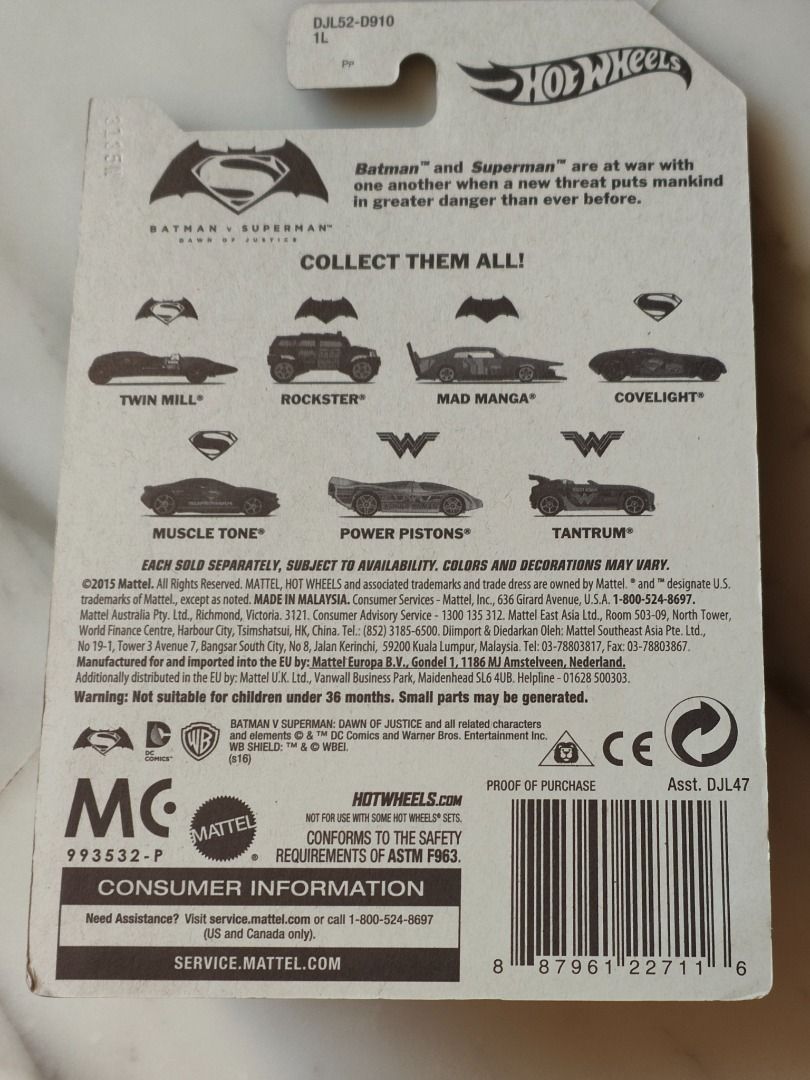 DJL52-D910
1L
PP
HOT WHEELS
Batman™ and Superman™ are at war with
one another when a new threat puts mankind
in greater danger than ever before.
BATMAN v SUPERMAN™
DAWN OF JUSTICE
COLLECT THEM ALL!
TWIN MILL®
ROCKSTER®
MAD MANGA®
COVELIGHT®
SUPERMAN
MUSCLE TONE®
POWER PISTONS®
TANTRUM®
EACH SOLD SEPARATELY, SUBJECT TO AVAILABILITY. COLORS AND DECORATIONS MAY VARY.
©2015 Mattel. All Rights Reserved. MATTEL, HOT WHEELS and associated trademarks and trade dress are owned by Mattel. ® and ™ designate U.S.
trademarks of Mattel., except as noted. MADE IN MALAYSIA. Consumer Services - Mattel, Inc., 636 Girard Avenue, U.S.A. 1-800-524-8697.
Mattel Australia Pty. Ltd., Richmond, Victoria. 3121. Consumer Advisory Service - 1300 135 312. Mattel East Asia Ltd., Room 503-09, North Tower,
World Finance Centre, Harbour City, Tsimshatsui, HK, China. Tel.: (852) 3185-6500. Diimport & Diedarkan Oleh: Mattel Southeast Asia Pte. Ltd.,
No 19-1, Tower 3 Avenue 7, Bangsar South City, No 8, Jalan Kerinchi, 59200 Kuala Lumpur, Malaysia. Tel: 03-78803817, Fax: 03-78803867.
Manufactured for and imported into the EU by: Mattel Europa B.V., Gondel 1, 1186 MJ Amstelveen, Nederland.
Additionally distributed in the EU by: Mattel U.K. Ltd., Vanwall Business Park, Maidenhead SL6 4UB. Helpline - 01628 500303.
Warning: Not suitable for children under 36 months. Small parts may be generated.
DC
COMICS™
WB
BATMAN V SUPERMAN: DAWN OF JUSTICE and all related characters
and elements © & ™ DC Comics and Warner Bros. Entertainment Inc.
WB SHIELD: ™ & © WBEI.
(s16)
CE
MC
993532-P
MATTEL®
HOTWHEELS.COM
NOT FOR USE WITH SOME HOT WHEELS® SETS.
CONFORMS TO THE SAFETY
REQUIREMENTS OF ASTM F963.
PROOF OF PURCHASE
Asst. DJL47
CONSUMER INFORMATION
Need Assistance? Visit service.mattel.com or call 1-800-524-8697
(US and Canada only).
SERVICE.MATTEL.COM
8 87961 22711 6